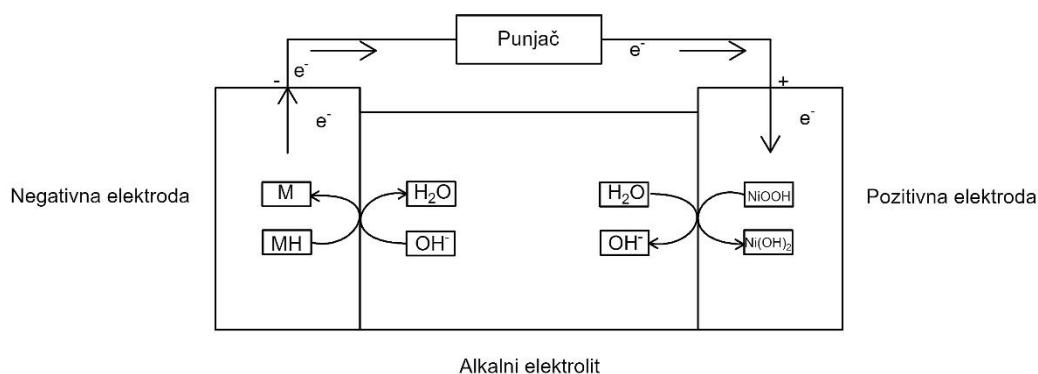 Punjač
e⁻
e⁻
-
+
e⁻
e⁻
Negativna elektroda
M
H₂O
H₂O
NiOOH
Pozitivna elektroda
MH
OH⁻
OH⁻
Ni(OH)₂
Alkalni elektrolit